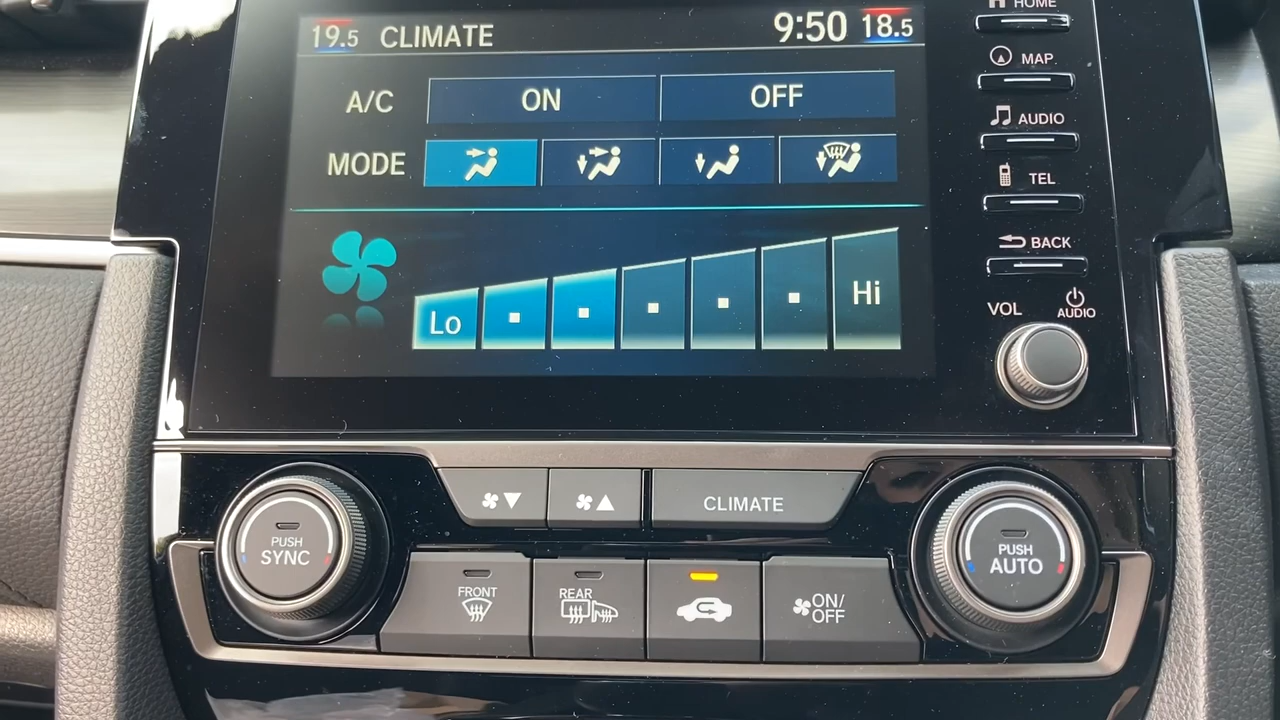 HOME
19.5 CLIMATE 9:50 18.5
MAP
A/C ON OFF
AUDIO
MODE
TEL
BACK
Lo Hi
VOL AUDIO
CLIMATE
PUSH
SYNC
PUSH
AUTO
FRONT
REAR
ON/
OFF